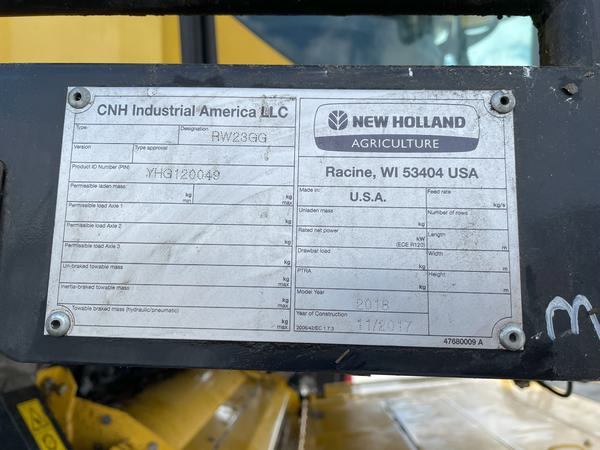 CNH Industrial America LLC
Type
Designation
RW23GG
Version
Type approval
Product ID Number (PIN)
YHG120049
Permissible laden mass
kg min
kg max
Permissible load Axle 1
kg max
Permissible load Axle 2
kg max
Permissible load Axle 3
kg max
Un-braked towable mass
kg max
Inertia-braked towable mass
kg max
Towable braked mass (hydraulic/pneumatic)
kg max
NEW HOLLAND
AGRICULTURE
Racine, WI 53404 USA
Made in:
U.S.A.
Feed rate
kg/s
Unladen mass
kg
Number of rows
Rated net power
kW
(ECE R120)
Length
m
Drawbar load
kg
Width
m
PTRA
kg
Height
m
Model Year
2018
Year of Construction
2006/42/EC 1.7.3
11/2017
47680009 A